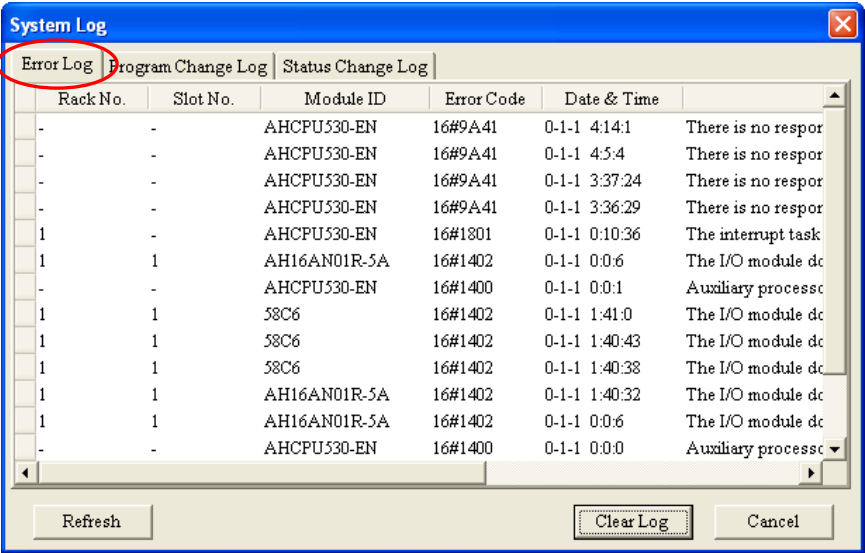 System Log
Error Log Program Change Log Status Change Log
Rack No. Slot No. Module ID Error Code Date & Time
- - AHCPU530-EN 16#9A41 0-1-1 4:14:1 There is no respor
- - AHCPU530-EN 16#9A41 0-1-1 4:5:4 There is no respor
- - AHCPU530-EN 16#9A41 0-1-1 3:37:24 There is no respor
- - AHCPU530-EN 16#9A41 0-1-1 3:36:29 There is no respor
1 - AHCPU530-EN 16#1801 0-1-1 0:10:36 The interrupt task
1 1 AH16AN01R-5A 16#1402 0-1-1 0:0:6 The I/O module do
- - AHCPU530-EN 16#1400 0-1-1 0:0:1 Auxiliary processo
1 1 58C6 16#1402 0-1-1 1:41:0 The I/O module do
1 1 58C6 16#1402 0-1-1 1:40:43 The I/O module do
1 1 58C6 16#1402 0-1-1 1:40:38 The I/O module do
1 1 AH16AN01R-5A 16#1402 0-1-1 1:40:32 The I/O module do
1 1 AH16AN01R-5A 16#1402 0-1-1 0:0:6 The I/O module do
- - AHCPU530-EN 16#1400 0-1-1 0:0:0 Auxiliary processo
Refresh Clear Log Cancel